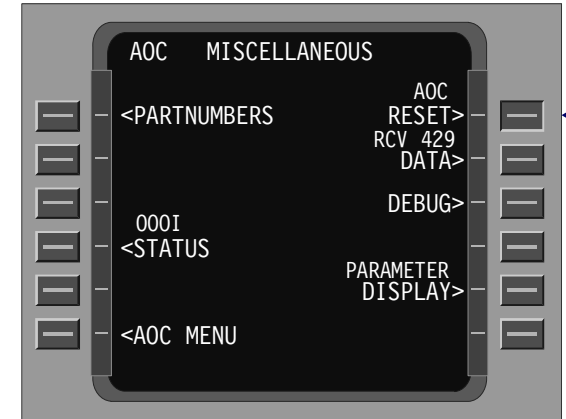 AOC MISCELLANEOUS
AOC
<PARTNUMBERS RESET>
RCV 429
DATA>
DEBUG>
OOOI
<STATUS
PARAMETER
DISPLAY>
<AOC MENU